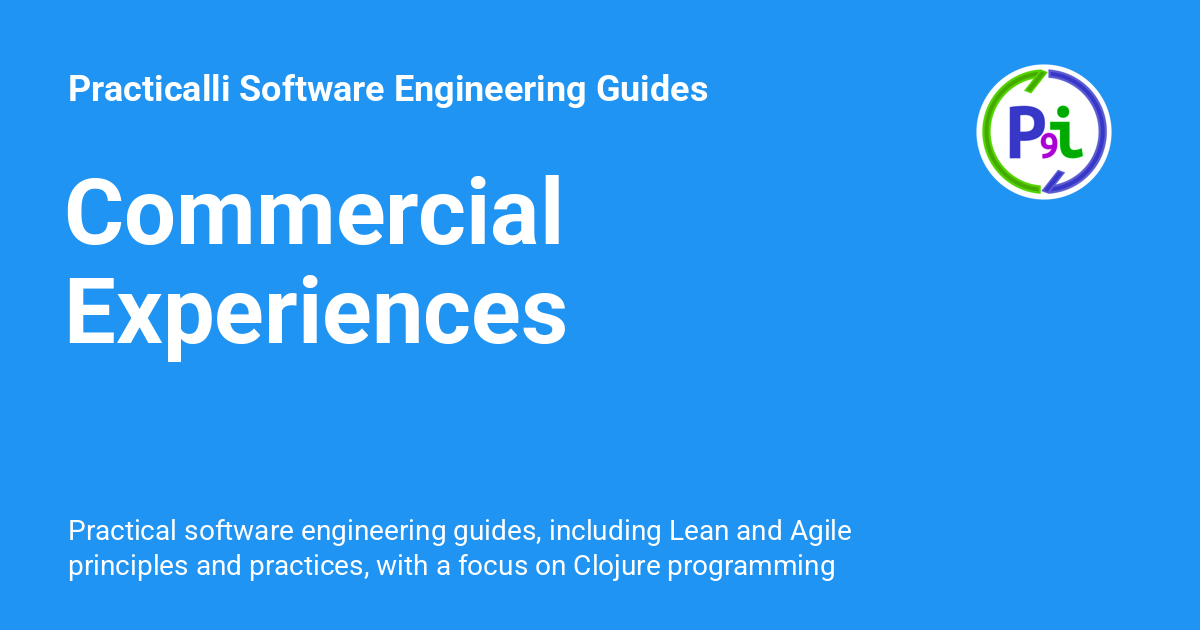 Practicalli Software Engineering Guides
P9i
Commercial
Experiences
Practical software engineering guides, including Lean and Agile
principles and practices, with a focus on Clojure programming